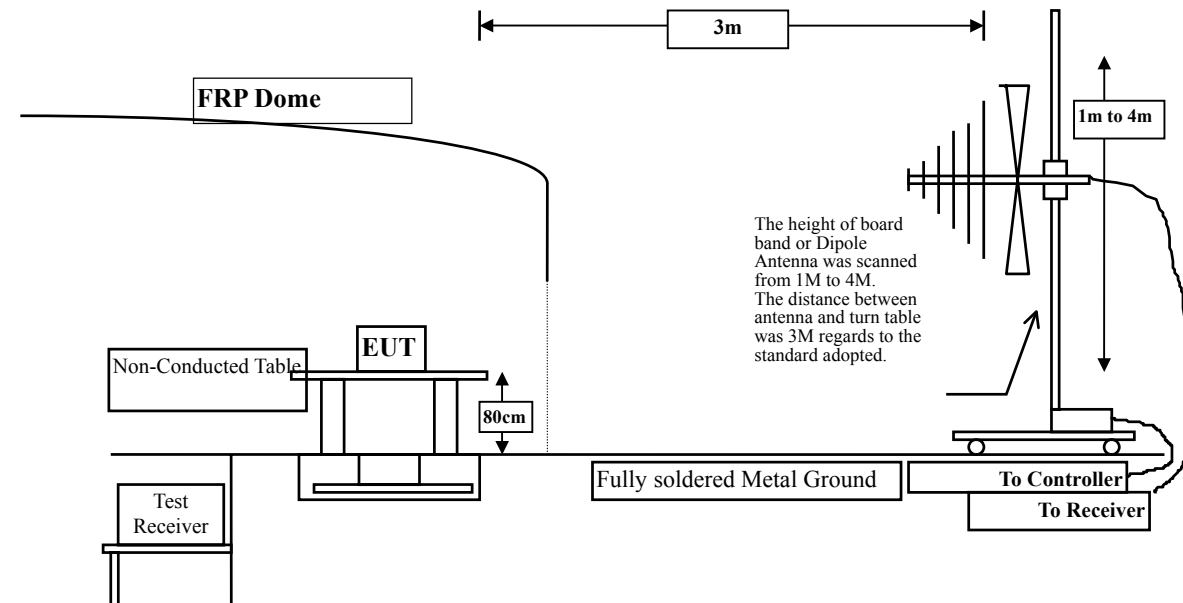 3m
FRP Dome
1m to 4m
The height of board
band or Dipole
Antenna was scanned
from 1M to 4M.
The distance between
antenna and turn table
was 3M regards to the
standard adopted.
EUT
Non-Conducted Table
80cm
Fully soldered Metal Ground
To Controller
Test
Receiver
To Receiver